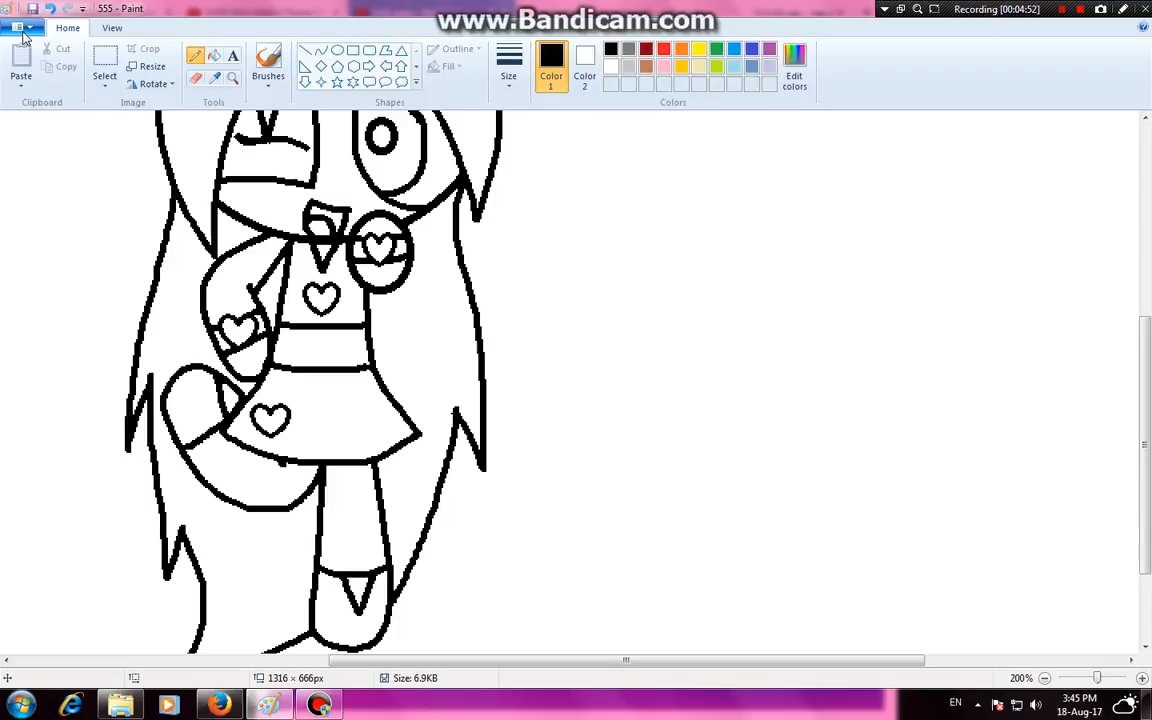 555 - Paint
www.Bandicam.com
Recording [00:04:52]
Home
View
Paste
Cut
Copy
Clipboard
Select
Crop
Resize
Rotate
Image
Tools
Brushes
Outline
Fill
Shapes
Size
Color 1
Color 2
Edit colors
Colors
1316 × 666px
Size: 6.9KB
200%
EN
3:45 PM
18-Aug-17